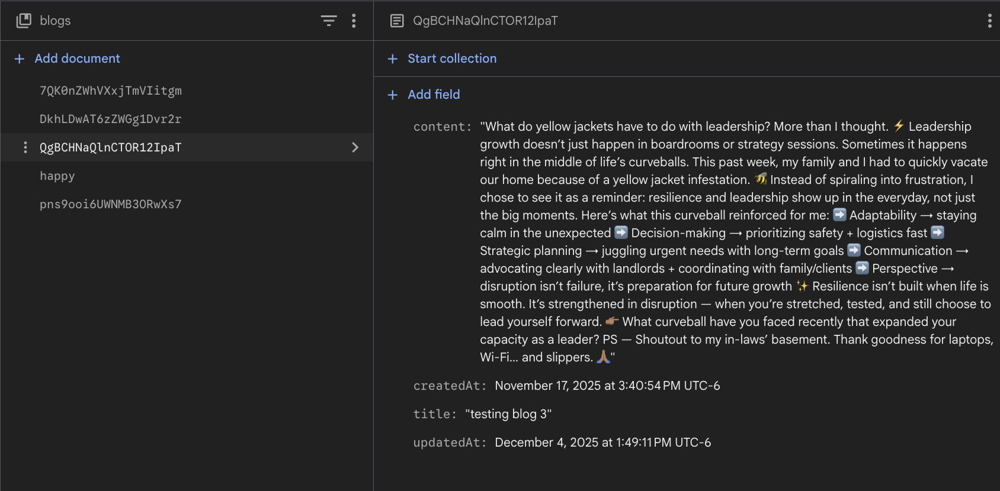 blogs
QgBCHNaQlnCTOR12IpaT
+ Add document
+ Start collection
7QK0nZWhVXxjTmVIitgm
+ Add field
DkhLDwAT6zZWGg1Dvr2r
QgBCHNaQlnCTOR12IpaT
happy
pns9ooi6UWNMB3ORwXs7
content: "What do yellow jackets have to do with leadership? More than I thought. ⚡ Leadership
growth doesn’t just happen in boardrooms or strategy sessions. Sometimes it happens
right in the middle of life’s curveballs. This past week, my family and I had to quickly vacate
our home because of a yellow jacket infestation. 🐝 Instead of spiraling into frustration, I
chose to see it as a reminder: resilience and leadership show up in the everyday, not just
the big moments. Here’s what this curveball reinforced for me: ➡️ Adaptability → staying
calm in the unexpected ➡️ Decision-making → prioritizing safety + logistics fast ➡️
Strategic planning → juggling urgent needs with long-term goals ➡️ Communication →
advocating clearly with landlords + coordinating with family/clients ➡️ Perspective →
disruption isn’t failure, it’s preparation for future growth ✨ Resilience isn’t built when life is
smooth. It’s strengthened in disruption — when you’re stretched, tested, and still choose to
lead yourself forward. 👉🏽 What curveball have you faced recently that expanded your
capacity as a leader? PS — Shoutout to my in-laws’ basement. Thank goodness for laptops,
Wi-Fi… and slippers. 🙏🏽"
createdAt: November 17, 2025 at 3:40:54 PM UTC-6
title: "testing blog 3"
updatedAt: December 4, 2025 at 1:49:11 PM UTC-6